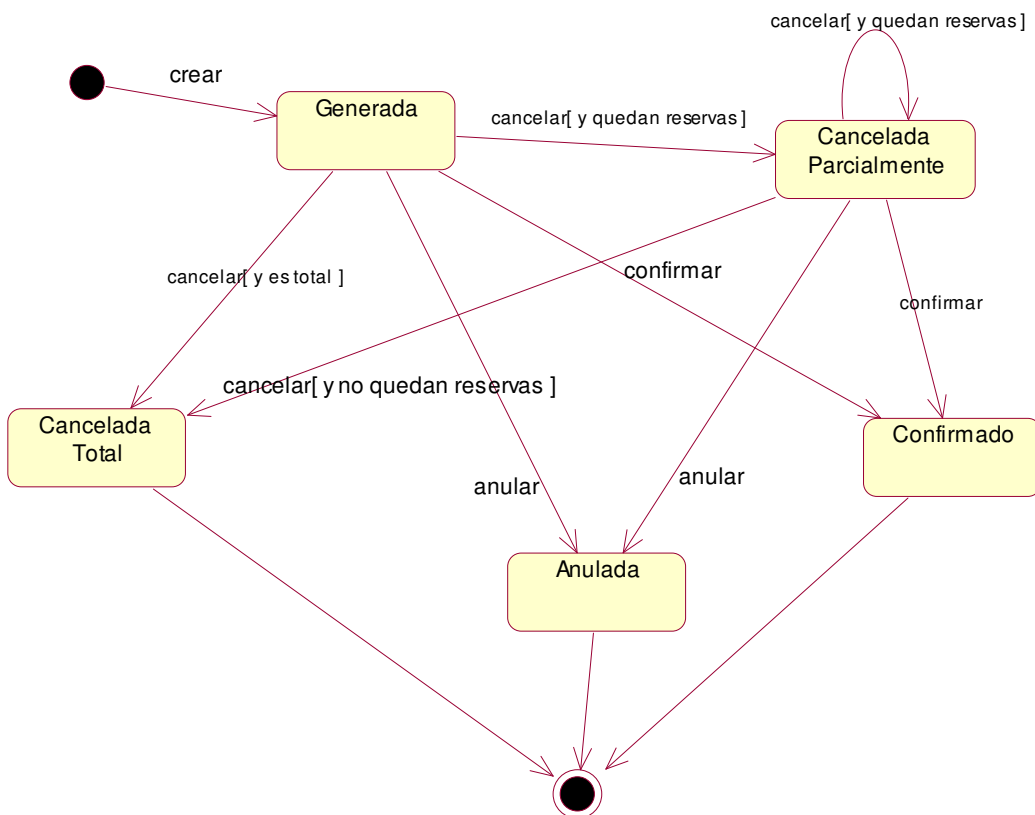 cancelar[ y quedan reservas ]
crear
Generada
cancelar[ y quedan reservas ]
Cancelada
Parcialmente
cancelar[ y es total ]
confirmar
confirmar
cancelar[ y no quedan reservas ]
Cancelada
Total
Confirmado
anular
anular
Anulada